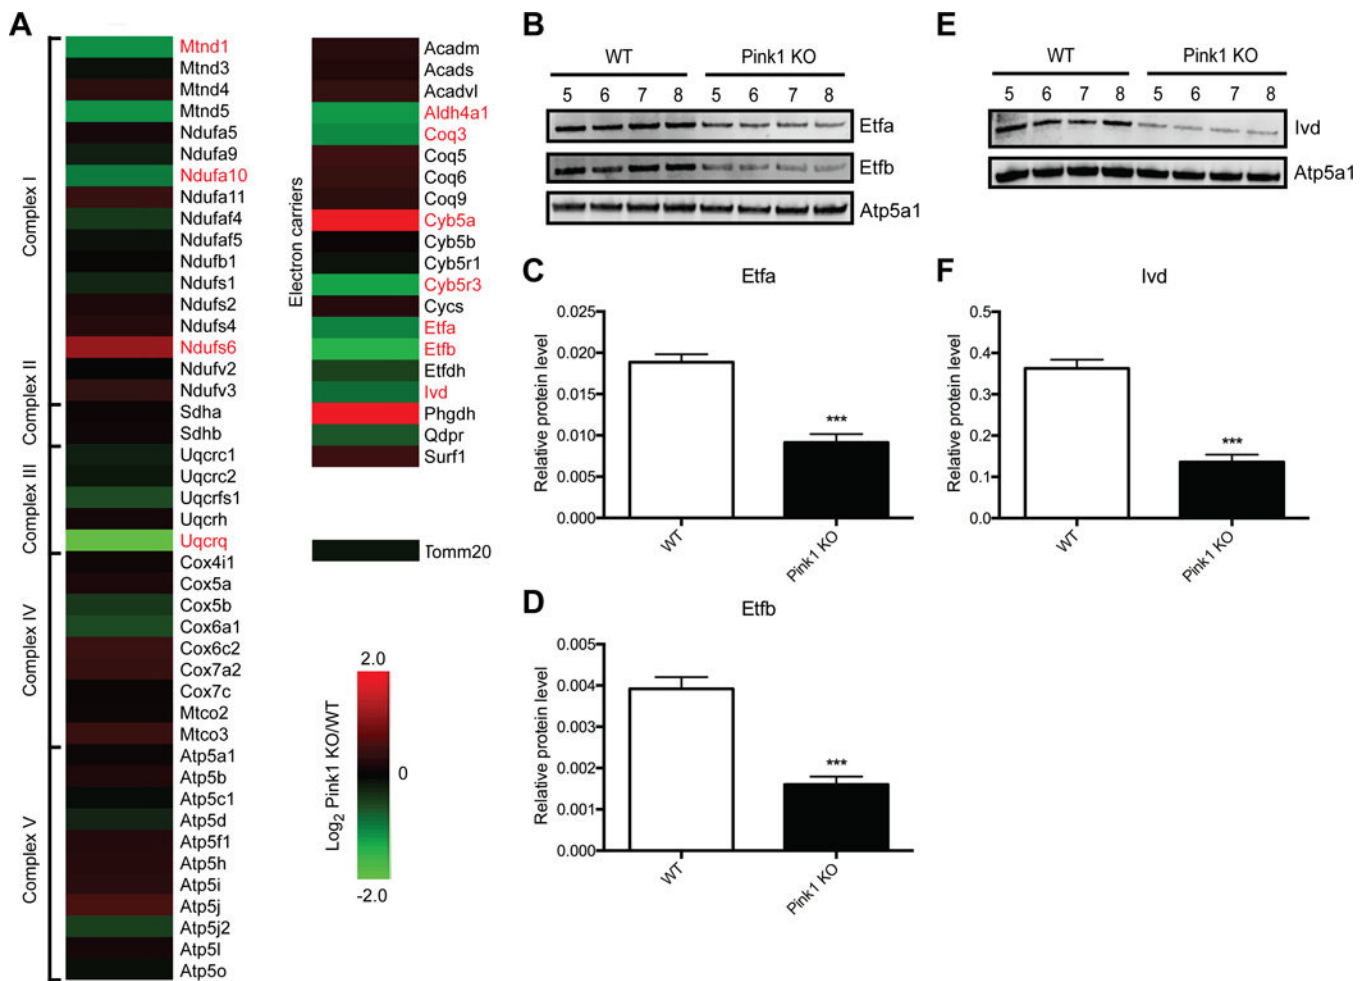 A
Complex I
Complex II
Complex III
Complex IV
Complex V
Mtnd1
Mtnd3
Mtnd4
Mtnd5
Ndufa5
Ndufa9
Ndufa10
Ndufa11
Ndufaf4
Ndufaf5
Ndufb1
Ndufs1
Ndufs2
Ndufs4
Ndufs6
Ndufv2
Ndufv3
Sdha
Sdhb
Uqcrc1
Uqcrc2
Uqcrfs1
Uqcrh
Uqcrq
Cox4i1
Cox5a
Cox5b
Cox6a1
Cox6c2
Cox7a2
Cox7c
Mtco2
Mtco3
Atp5a1
Atp5b
Atp5c1
Atp5d
Atp5f1
Atp5h
Atp5i
Atp5j
Atp5j2
Atp5l
Atp5o
Electron carriers
Acadm
Acads
Acadvl
Aldh4a1
Coq3
Coq5
Coq6
Coq9
Cyb5a
Cyb5b
Cyb5r1
Cyb5r3
Cycs
Etfa
Etfb
Etfdh
Ivd
Phgdh
Qdpr
Surf1
Tomm20
Log2 Pink1 KO/WT
2.0
0
-2.0
B
WT Pink1 KO
5 6 7 8 5 6 7 8
Etfa
Etfb
Atp5a1
C
Etfa
Relative protein level
0.025
0.020
0.015
0.010
0.005
0.000
***
WT
Pink1 KO
D
Etfb
Relative protein level
0.005
0.004
0.003
0.002
0.001
0.000
***
WT
Pink1 KO
E
WT Pink1 KO
5 6 7 8 5 6 7 8
Ivd
Atp5a1
F
Ivd
Relative protein level
0.5
0.4
0.3
0.2
0.1
0.0
***
WT
Pink1 KO